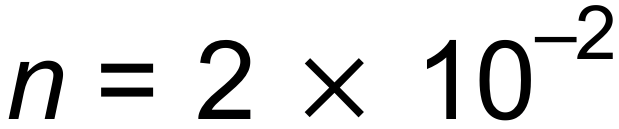 n = 2 × 10⁻²